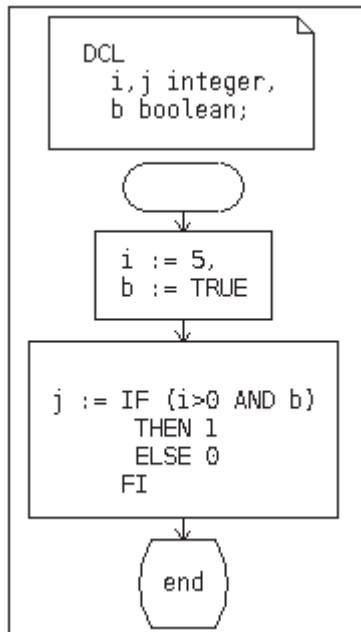 DCL
i,j integer,
b boolean;
i := 5,
b := TRUE
j := IF (i>0 AND b)
THEN 1
ELSE 0
FI
end